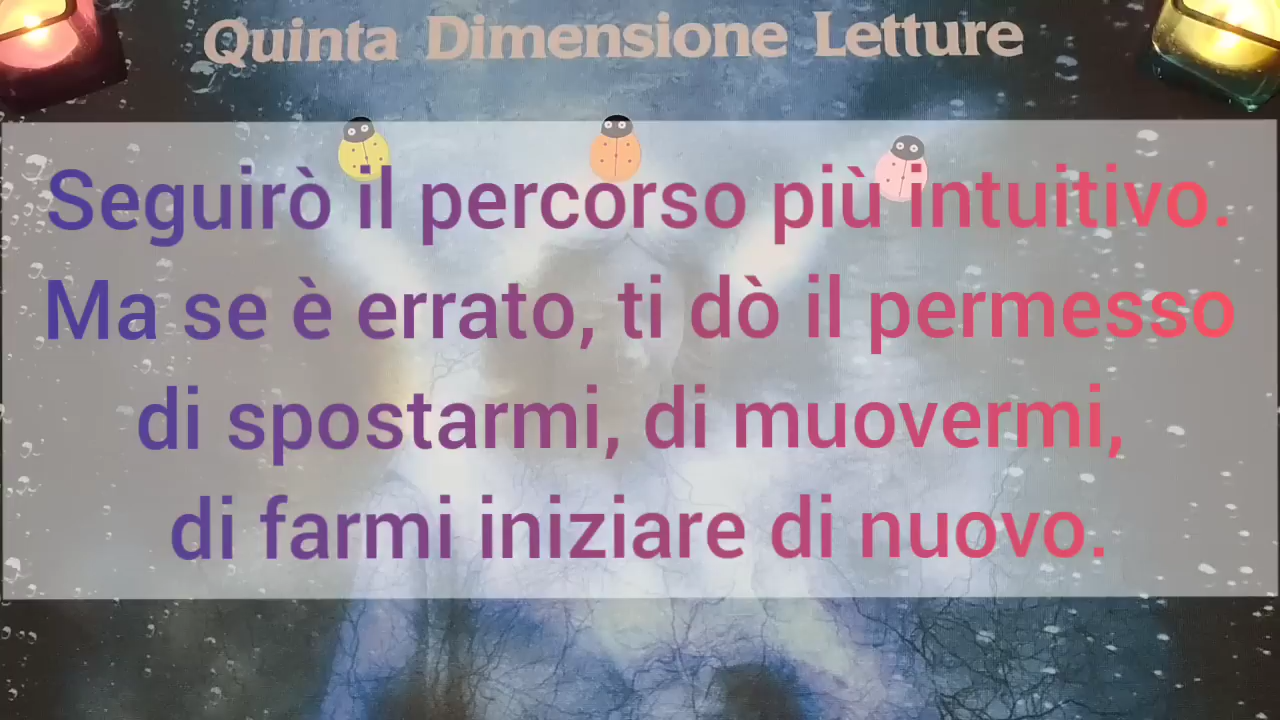 Quinta Dimensione Letture
Seguirò il percorso più intuitivo.
Ma se è errato, ti dò il permesso
di spostarmi, di muovermi,
di farmi iniziare di nuovo.